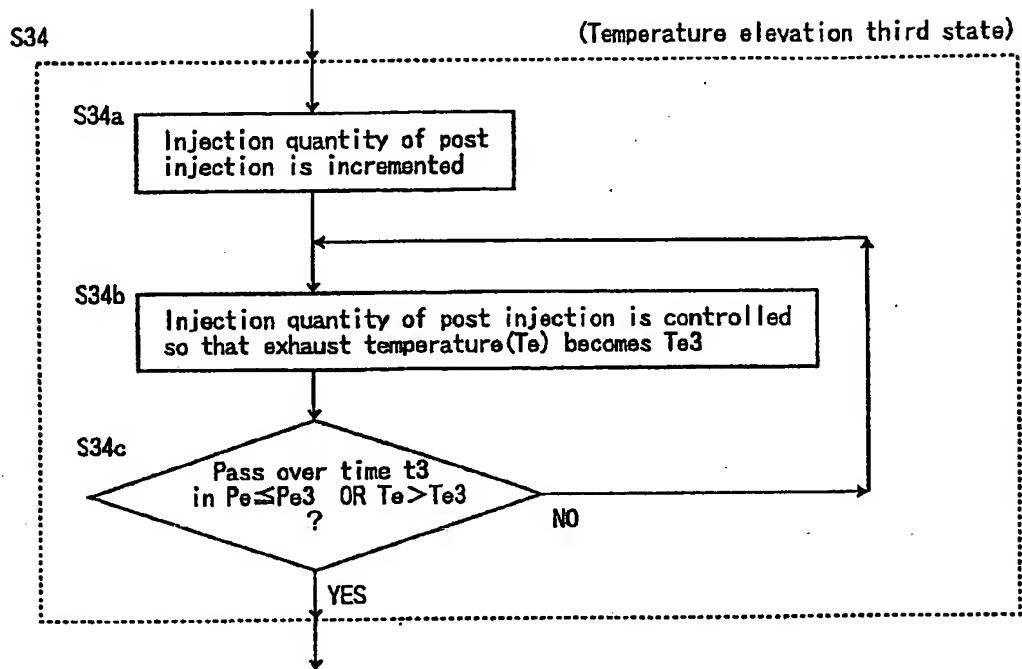 S34
(Temperature elevation third state)
S34a
Injection quantity of post
injection is incremented
S34b
Injection quantity of post injection is controlled
so that exhaust temperature(Te) becomes Te3
S34c
Pass over time t3
in Pe≦Pe3 OR Te>Te3
?
NO
YES